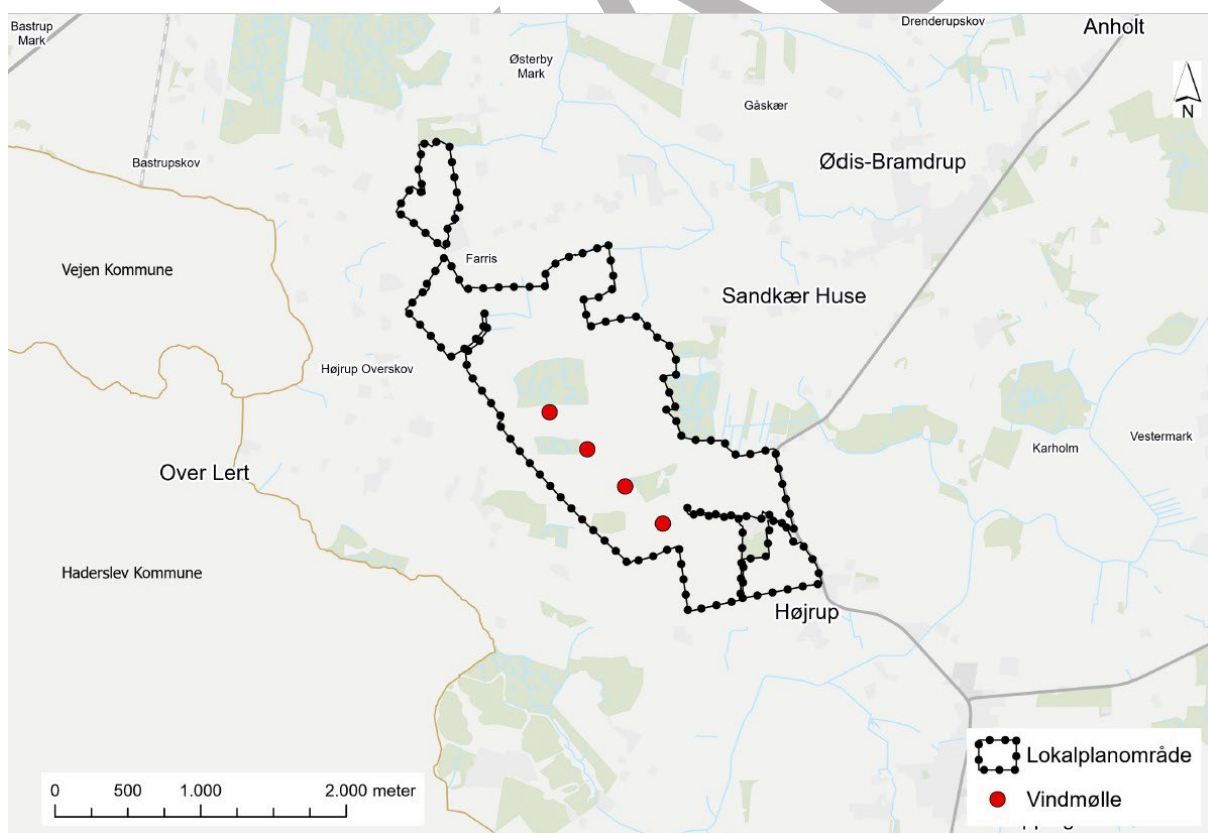 Bastrup
Mark
Drenderupskov
Anholt
Østerby
Mark
N
Gåskær
Bastrupskov
Ødis-Bramdrup
Vejen Kommune
Farris
Sandkær Huse
Højrup Overskov
Over Lert
Karholm
Vestermark
Haderslev Kommune
Højrup
Lokalplanområde
0 500 1.000 2.000 meter
Vindmølle